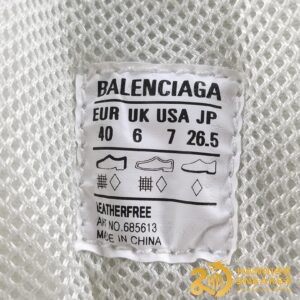 BALENCIAGA
EUR UK USA JP
40 6 7 26.5
LEATHERFREE
ART NO.685613
MADE IN CHINA